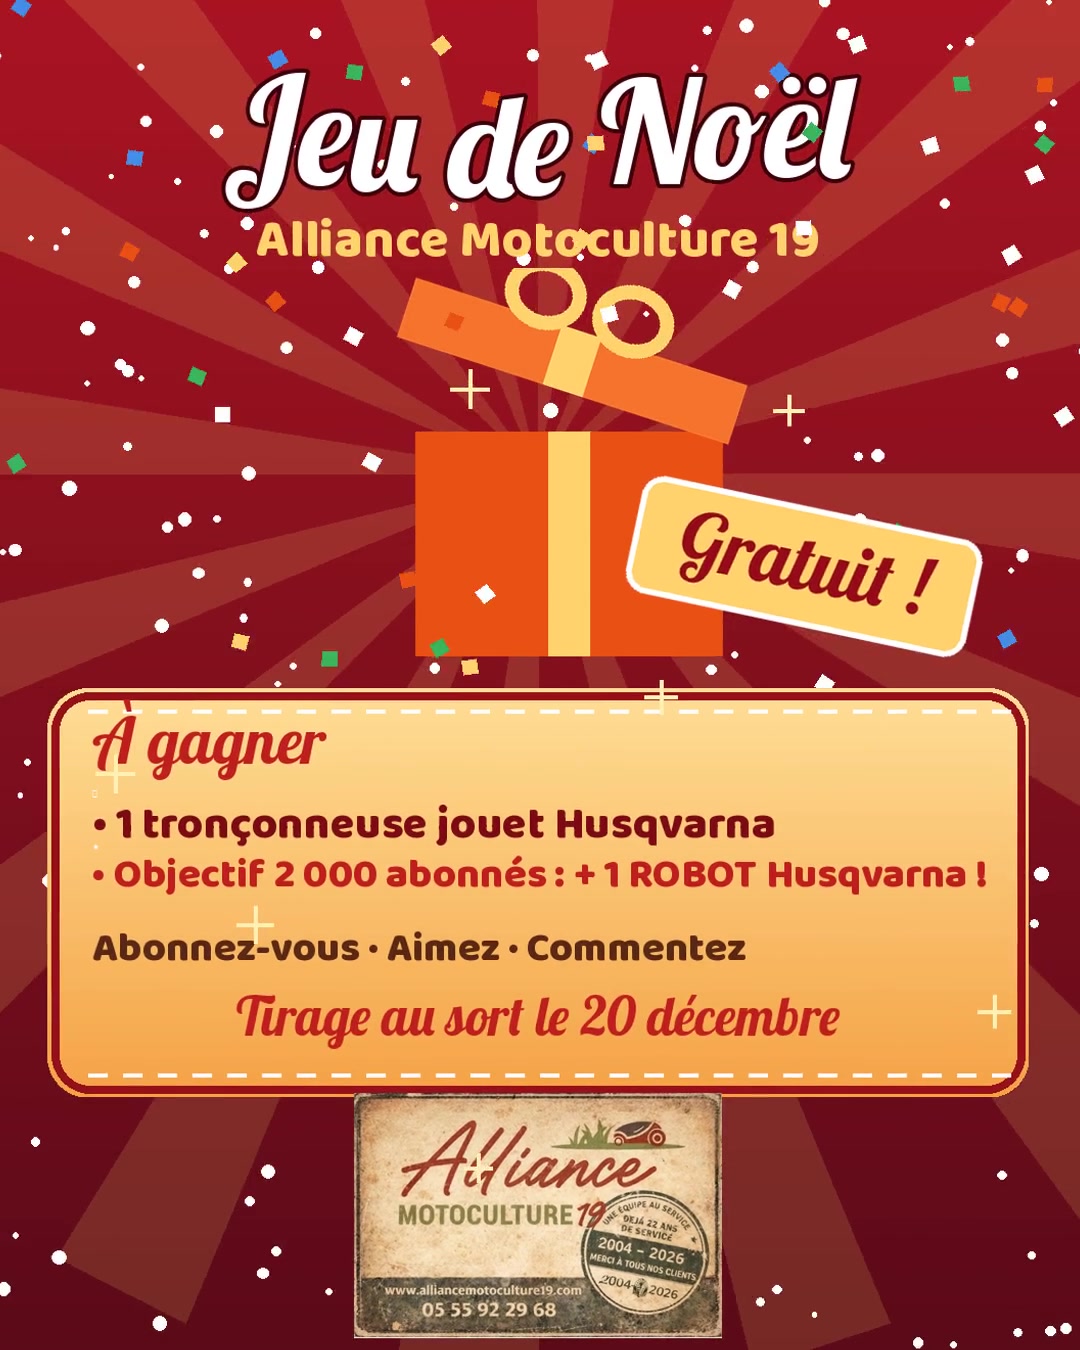 Jeu de Noël
Alliance Motoculture 19
Gratuit !
À gagner
• 1 tronçonneuse jouet Husqvarna
• Objectif 2 000 abonnés : + 1 ROBOT Husqvarna !
Abonnez-vous • Aimez • Commentez
Tirage au sort le 20 décembre
Alliance
MOTOCULTURE 19
UNE ÉQUIPE AU SERVICE
DEJÀ 22 ANS
DE SERVICE
2004 – 2026
MERCI À TOUS NOS CLIENTS
2004 2026
www.alliancemotoculture19.com
05 55 92 29 68